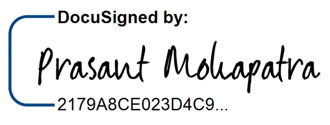 DocuSigned by:
Prasant Mohapatra
2179A8CE023D4C9...